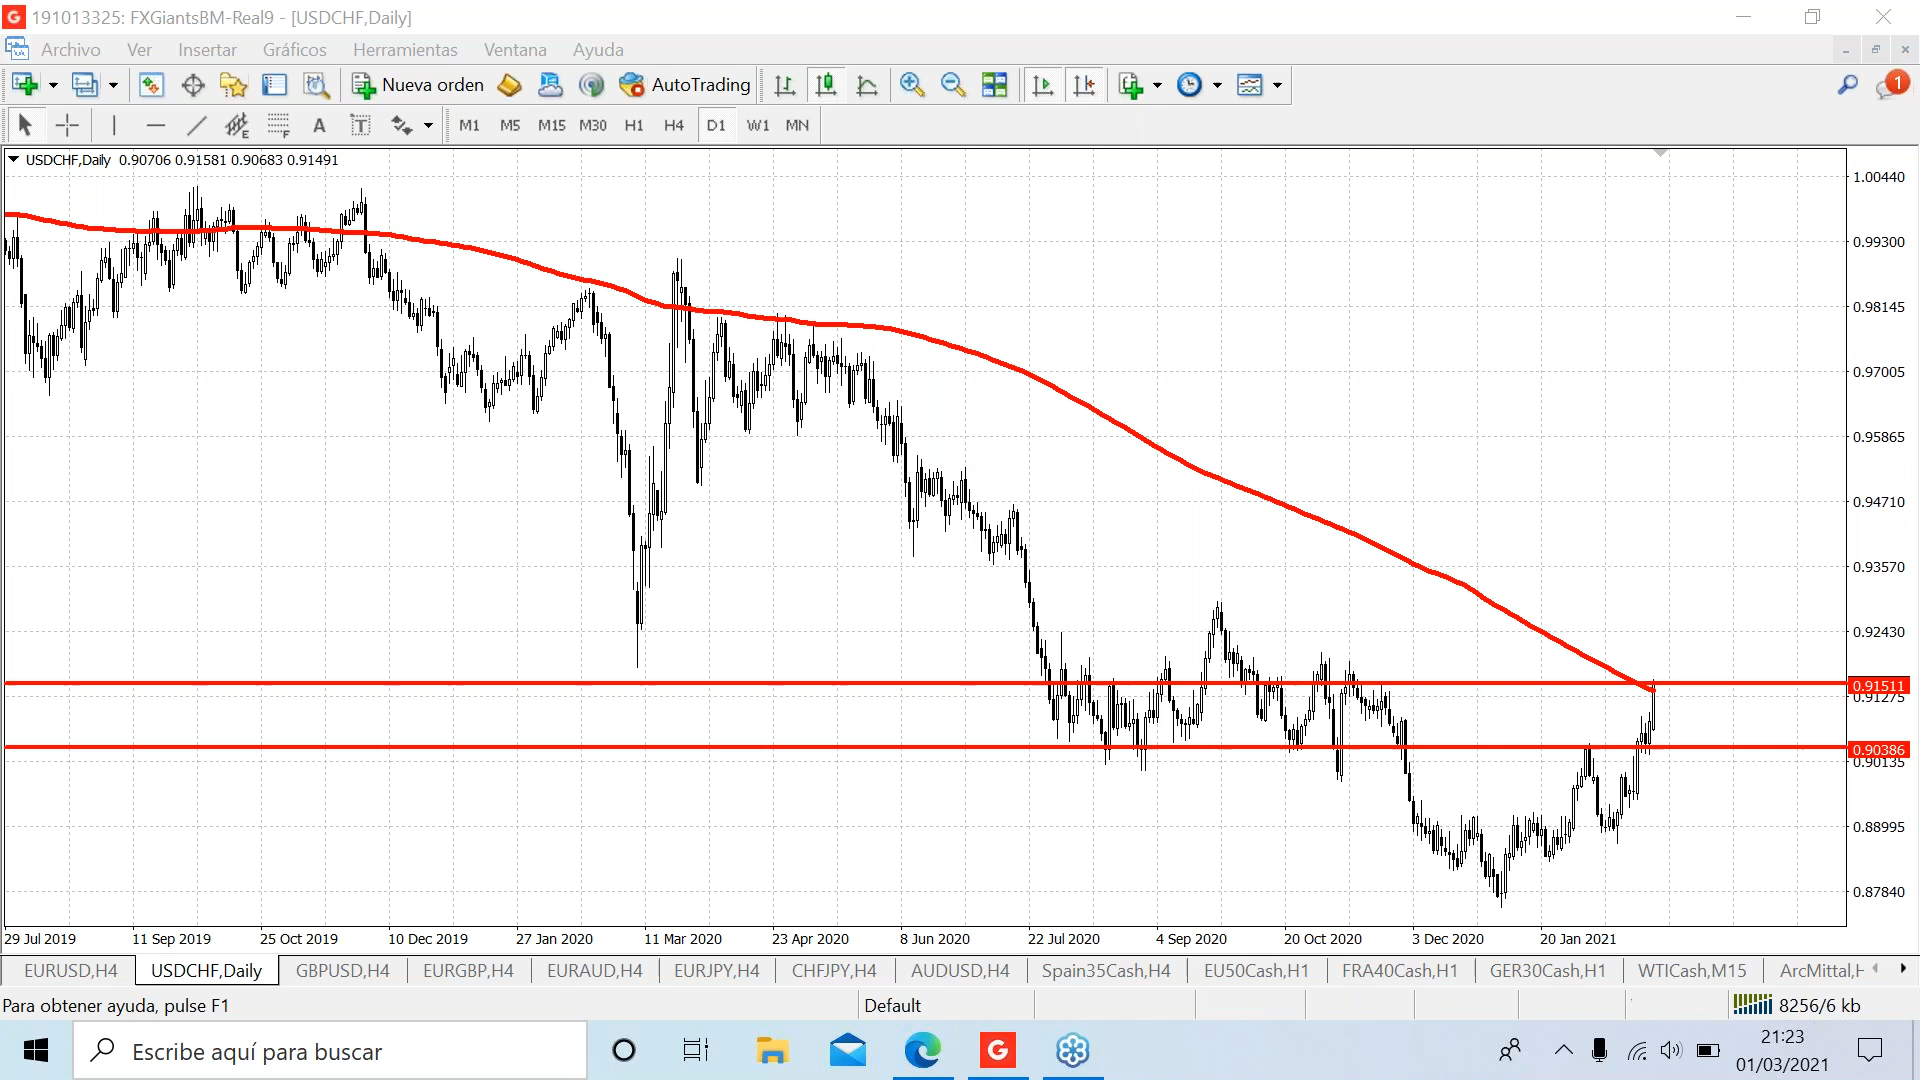 191013325: FXGiantsBM-Real9 - [USDCHF,Daily]
Archivo Ver Insertar Gráficos Herramientas Ventana Ayuda
Nueva orden AutoTrading 1
A T M1 M5 M15 M30 H1 H4 D1 W1 MN
USDCHF,Daily 0.90706 0.91581 0.90683 0.91491
1.00440
0.99300
0.98145
0.97005
0.95865
0.94710
0.93570
0.92430
0.91511
0.91275
0.90386
0.90135
0.88995
0.87840
29 Jul 2019 11 Sep 2019 25 Oct 2019 10 Dec 2019 27 Jan 2020 11 Mar 2020 23 Apr 2020 8 Jun 2020 22 Jul 2020 4 Sep 2020 20 Oct 2020 3 Dec 2020 20 Jan 2021
EURUSD,H4 USDCHF,Daily GBPUSD,H4 EURGBP,H4 EURAUD,H4 EURJPY,H4 CHFJPY,H4 AUDUSD,H4 Spain35Cash,H4 EU50Cash,H1 FRA40Cash,H1 GER30Cash,H1 WTICash,M15 ArcMittal,H
Para obtener ayuda, pulse F1 Default 8256/6 kb
Escribe aquí para buscar
21:23
01/03/2021